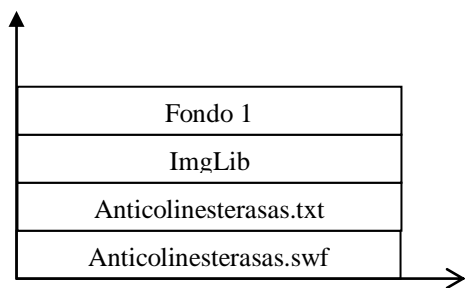 Fondo 1
ImgLib
Anticolinesterasas.txt
Anticolinesterasas.swf